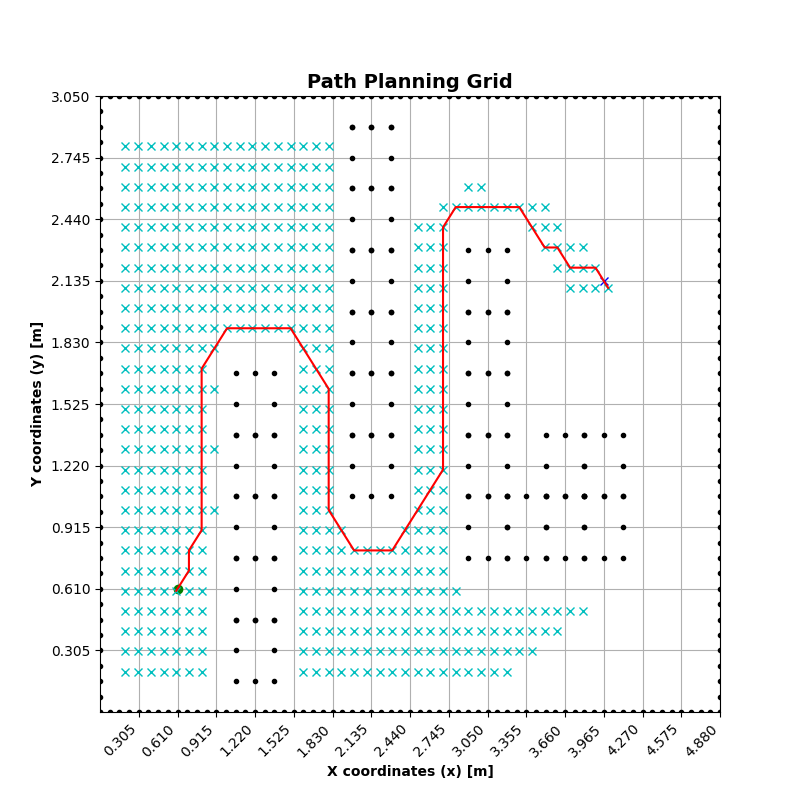 Path Planning Grid
3.050
2.745
2.440
2.135
1.830
1.525
1.220
0.915
0.610
0.305
Y coordinates (y) [m]
0.305 0.610 0.915 1.220 1.525 1.830 2.135 2.440 2.745 3.050 3.355 3.660 3.965 4.270 4.575 4.880
X coordinates (x) [m]